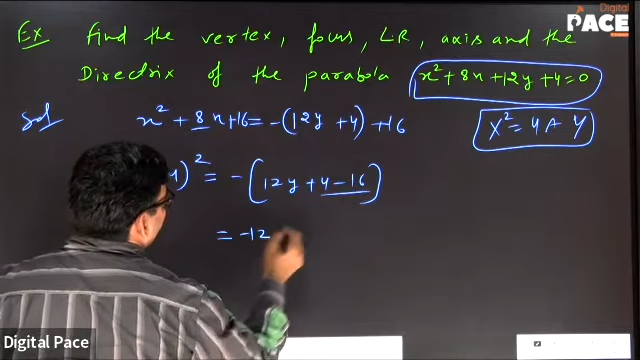 Digital
PACE
Ex Find the vertex, focus, LR, axis and the
Directrix of the parabola x² + 8x + 12y + 4 = 0
Sol x² + 8x + 16 = -(12y + 4) + 16
X² = 4A Y
)² = -(12y + 4 - 16)
= -12
Digital Pace